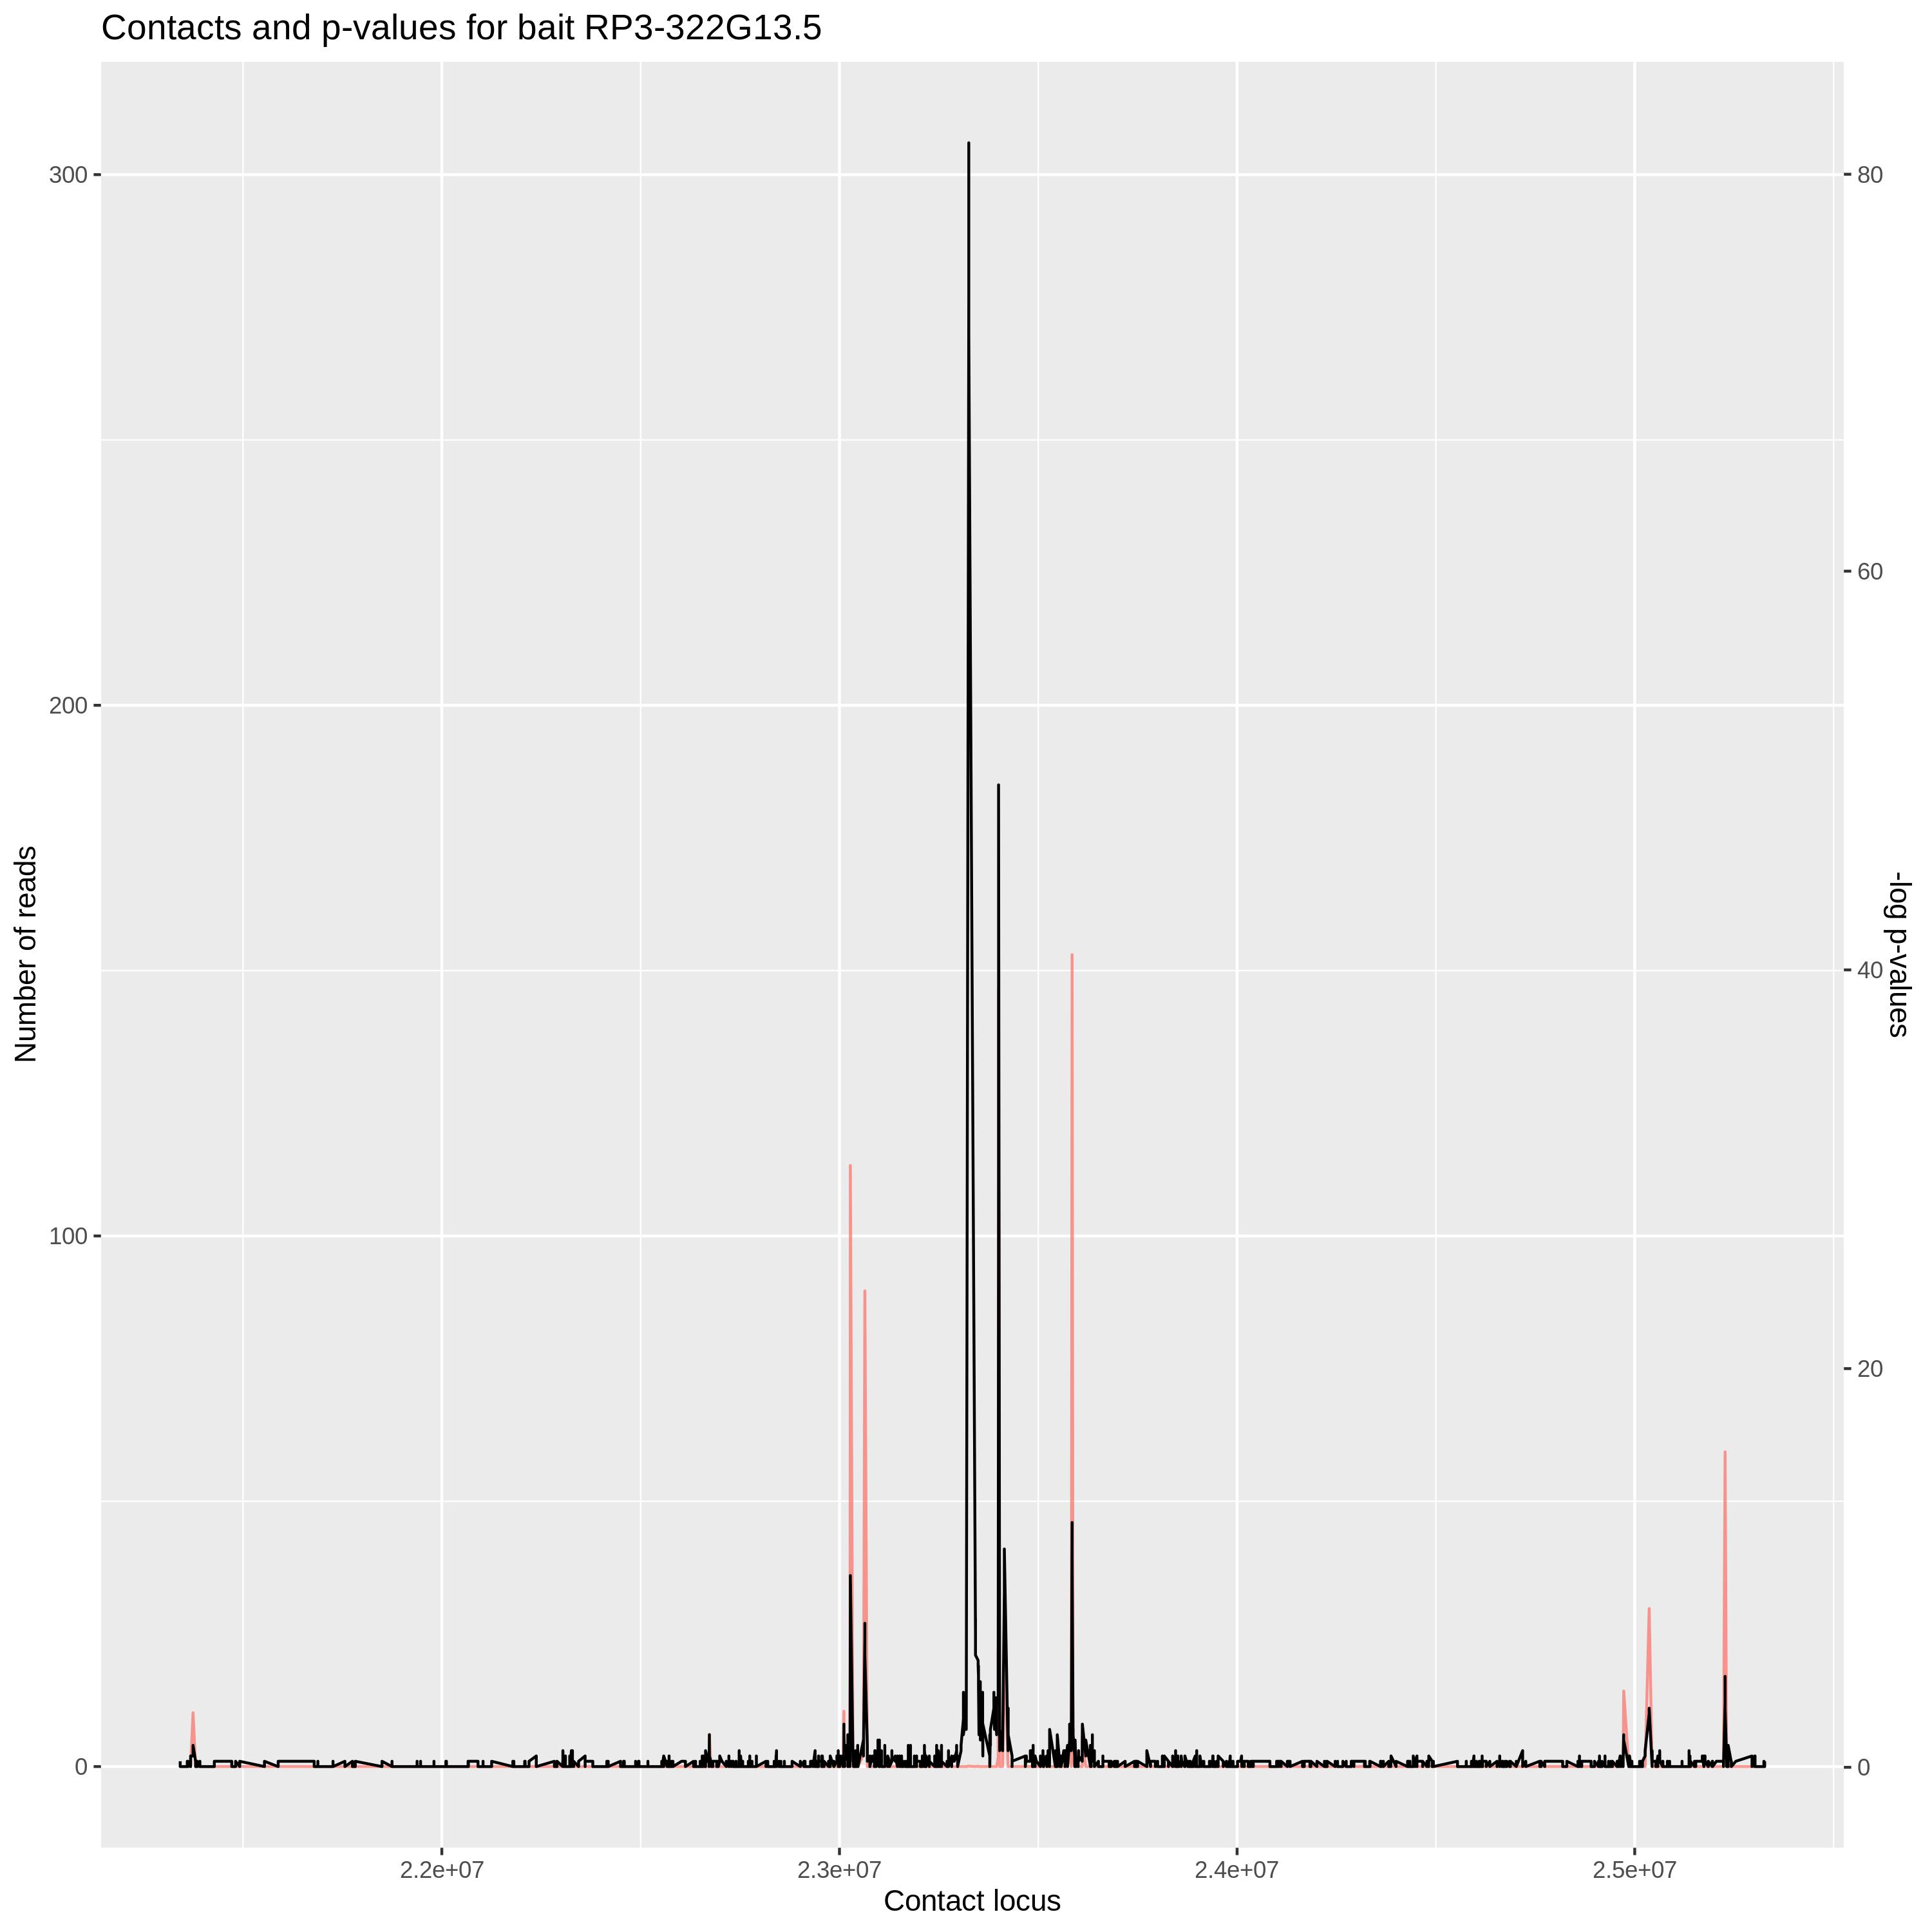 Contacts and p-values for bait RP3-322G13.5
300
200
100
0
Number of reads
80
60
40
20
0
-log p-values
2.2e+07
2.3e+07
2.4e+07
2.5e+07
Contact locus